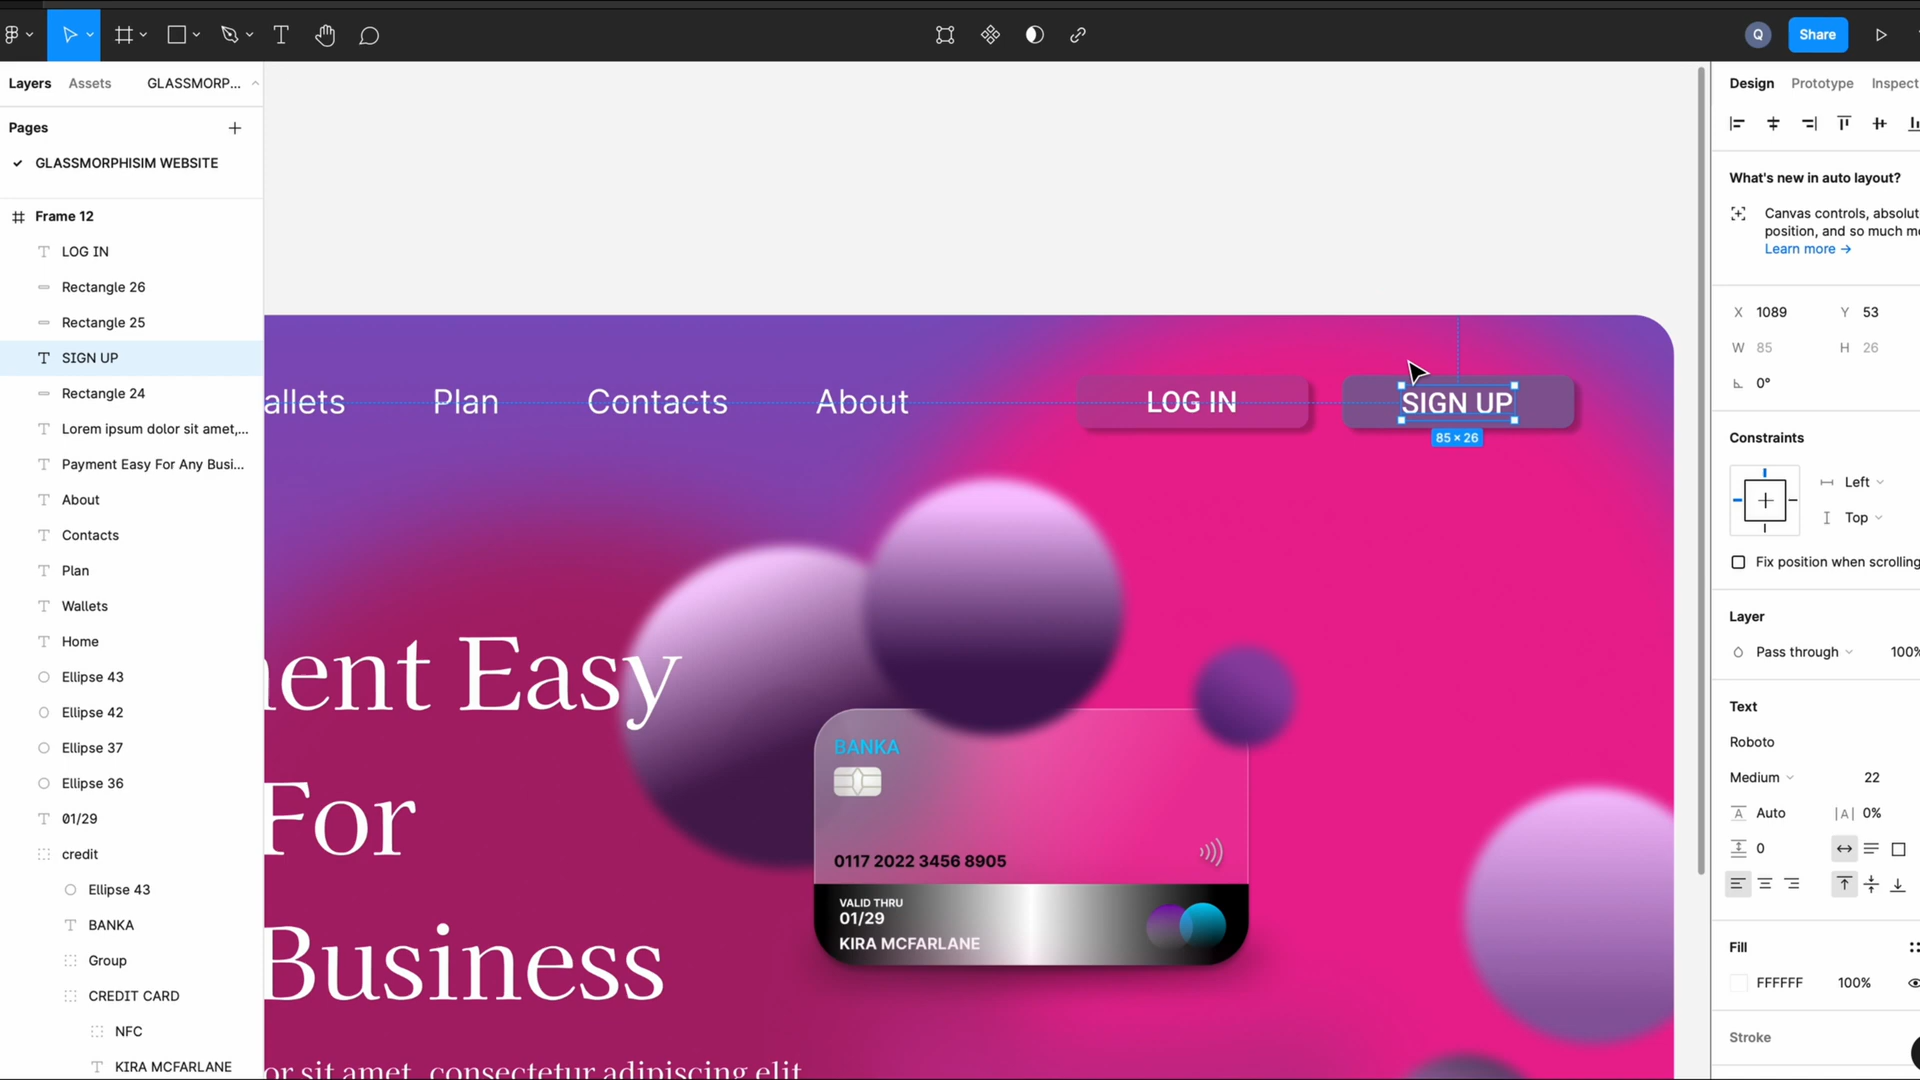 Q
Share
Layers
Assets
GLASSMORP...
Pages
GLASSMORPHISIM WEBSITE
Frame 12
LOG IN
Rectangle 26
Rectangle 25
SIGN UP
Rectangle 24
Lorem ipsum dolor sit amet,...
Payment Easy For Any Busi...
About
Contacts
Plan
Wallets
Home
Ellipse 43
Ellipse 42
Ellipse 37
Ellipse 36
01/29
credit
Ellipse 43
BANKA
Group
CREDIT CARD
NFC
KIRA MCFARLANE
allets
Plan
Contacts
About
LOG IN
SIGN UP
85 × 26
ent Easy
For
Business
or sit amet, consectetur adipiscing elit
BANKA
0117 2022 3456 8905
VALID THRU
01/29
KIRA MCFARLANE
Design
Prototype
Inspect
What's new in auto layout?
Canvas controls, absolut
position, and so much mo
Learn more →
X 1089 Y 53
W 85 H 26
0°
Constraints
Left
Top
Fix position when scrolling
Layer
Pass through 100%
Text
Roboto
Medium 22
Auto |A| 0%
0
Fill
FFFFFF 100%
Stroke